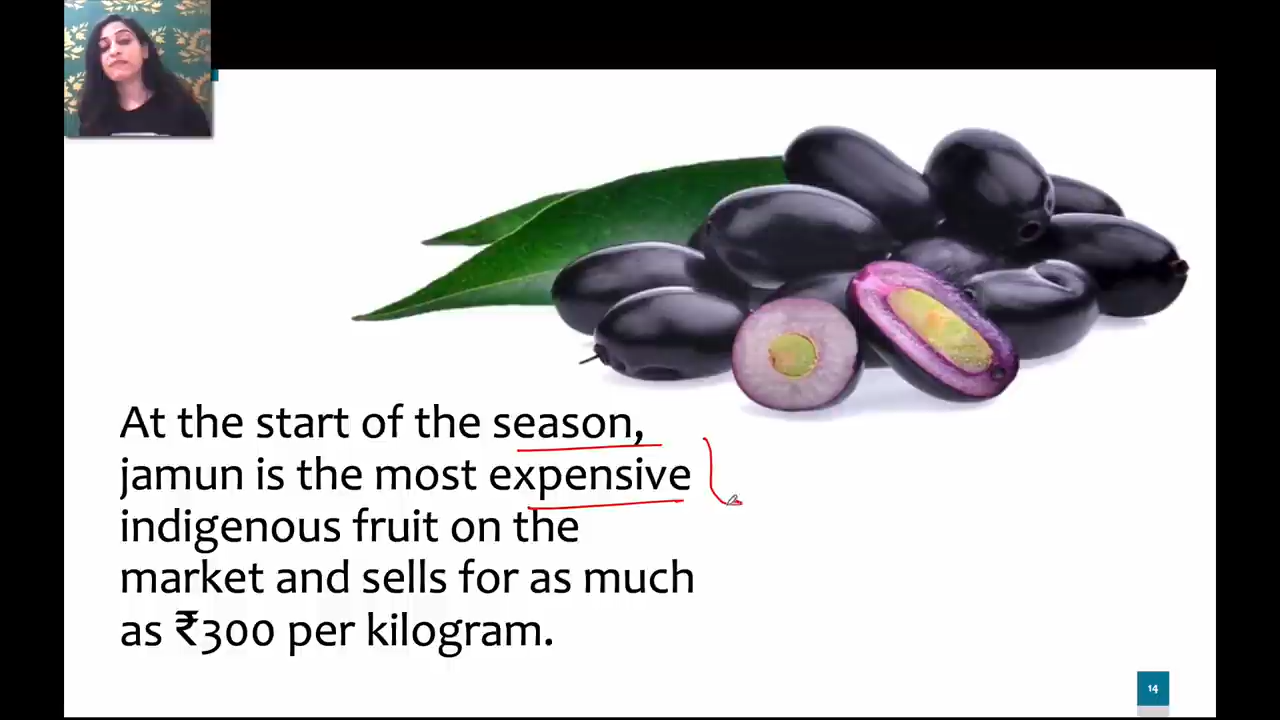 At the start of the season,
jamun is the most expensive
indigenous fruit on the
market and sells for as much
as ₹300 per kilogram.
14